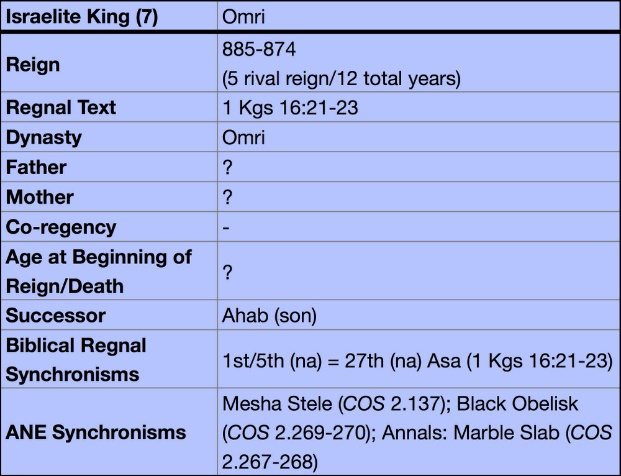 Israelite King (7) Omri
Reign 885-874
(5 rival reign/12 total years)
Regnal Text 1 Kgs 16:21-23
Dynasty Omri
Father ?
Mother ?
Co-regency -
Age at Beginning of
Reign/Death ?
Successor Ahab (son)
Biblical Regnal
Synchronisms 1st/5th (na) = 27th (na) Asa (1 Kgs 16:21-23)
ANE Synchronisms Mesha Stele (COS 2.137); Black Obelisk
(COS 2.269-270); Annals: Marble Slab (COS
2.267-268)